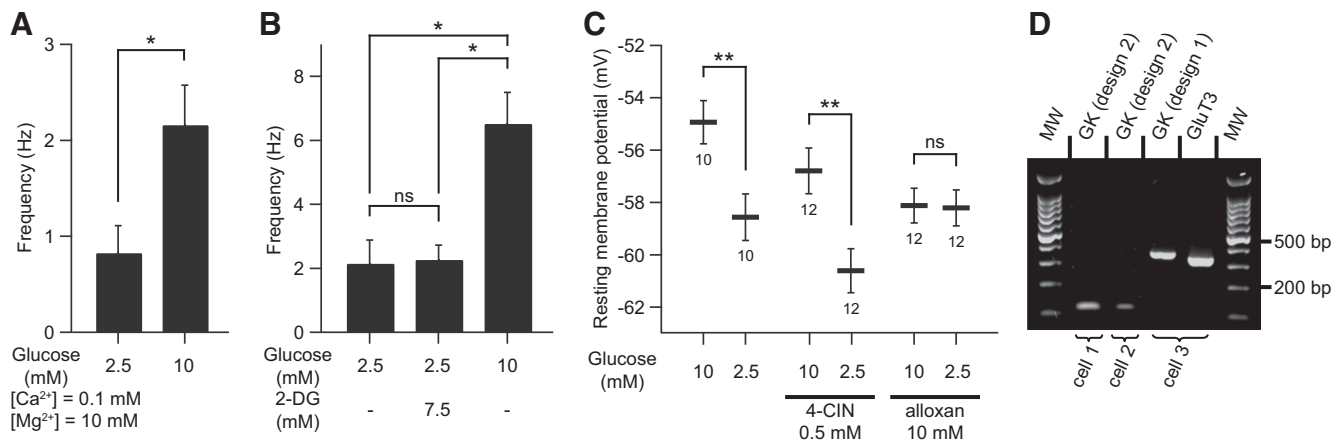 A
Frequency (Hz)
3
2
1
0
*
Glucose
(mM)
2.5
10
[Ca²⁺] = 0.1 mM
[Mg²⁺] = 10 mM
B
Frequency (Hz)
8
6
4
2
0
*
*
ns
Glucose
(mM)
2.5
2.5
10
2-DG
(mM)
-
7.5
-
C
Resting membrane potential (mV)
-52
-54
-56
-58
-60
-62
**
**
ns
10
10
12
12
12
12
Glucose
(mM)
10
2.5
10
2.5
10
2.5
4-CIN
0.5 mM
alloxan
10 mM
D
MW
GK (design 2)
GK (design 2)
GK (design 1)
GluT3
MW
500 bp
200 bp
cell 1
cell 2
cell 3